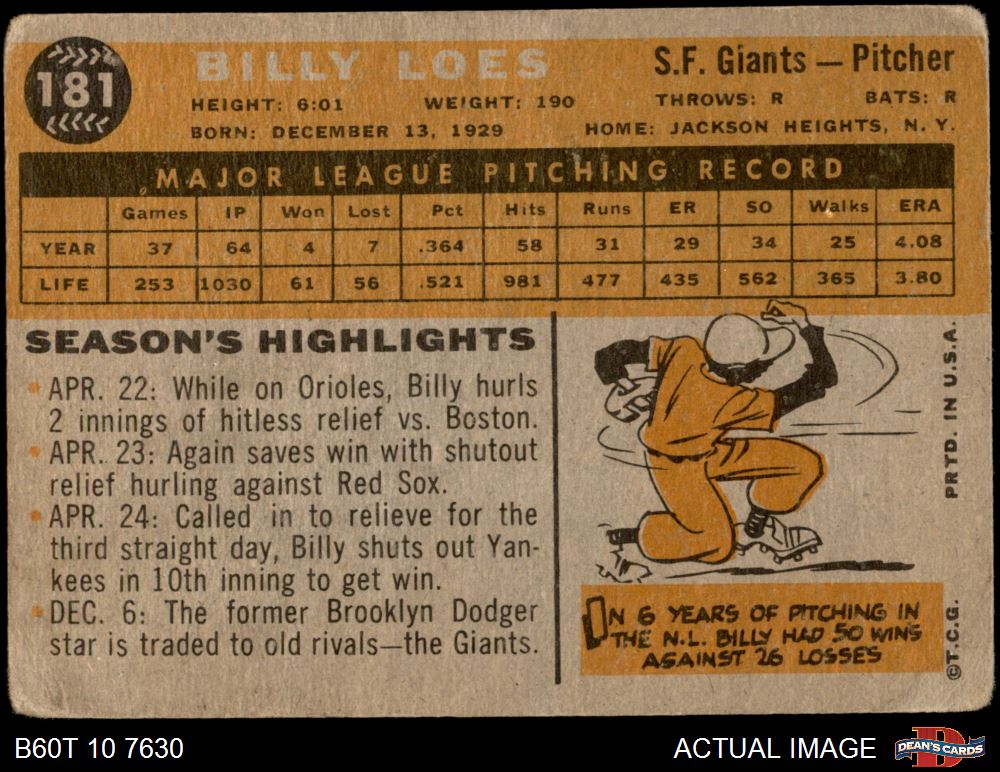 181
BILLY LOES
S.F. Giants — Pitcher
HEIGHT: 6:01 WEIGHT: 190 THROWS: R BATS: R
BORN: DECEMBER 13, 1929 HOME: JACKSON HEIGHTS, N. Y.
MAJOR LEAGUE PITCHING RECORD
Games IP Won Lost Pct Hits Runs ER SO Walks ERA
YEAR 37 64 4 7 .364 58 31 29 34 25 4.08
LIFE 253 1030 61 56 .521 981 477 435 562 365 3.80
SEASON'S HIGHLIGHTS
• APR. 22: While on Orioles, Billy hurls
2 innings of hitless relief vs. Boston.
• APR. 23: Again saves win with shutout
relief hurling against Red Sox.
• APR. 24: Called in to relieve for the
third straight day, Billy shuts out Yan-
kees in 10th inning to get win.
• DEC. 6: The former Brooklyn Dodger
star is traded to old rivals—the Giants.
IN 6 YEARS OF PITCHING IN
THE N.L. BILLY HAD 50 WINS
AGAINST 26 LOSSES
©T.C.G. PRTD. IN U.S.A.
B60T 10 7630
ACTUAL IMAGE
DEAN'S CARDS